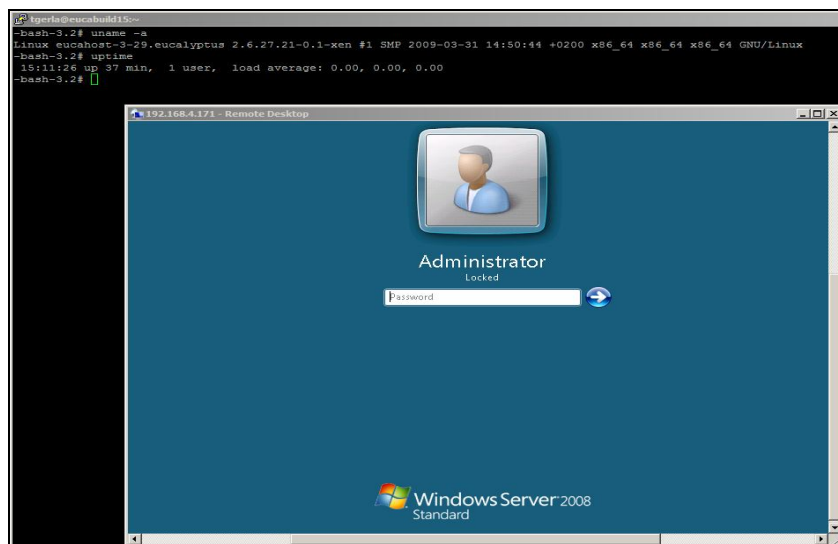 tgerla@eucabuild15:~
-bash-3.2# uname -a
Linux eucahost-3-29.eucalyptus 2.6.27.21-0.1-xen #1 SMP 2009-03-31 14:50:44 +0200 x86_64 x86_64 x86_64 GNU/Linux
-bash-3.2# uptime
15:11:26 up 37 min, 1 user, load average: 0.00, 0.00, 0.00
-bash-3.2#
192.168.4.171 - Remote Desktop
Administrator
Locked
Password
Windows Server 2008
Standard